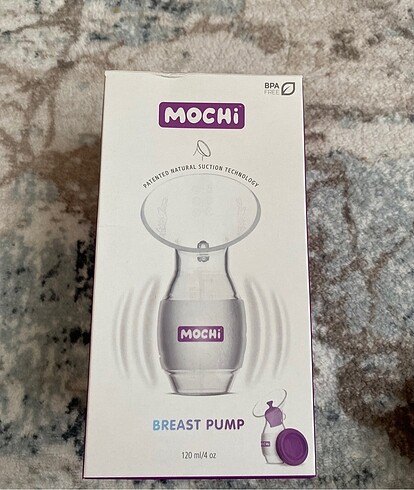 BPA
FREE
MOCHi
PATENTED NATURAL SUCTION TECHNOLOGY
MOCHi
BREAST PUMP
120 ml/4 oz